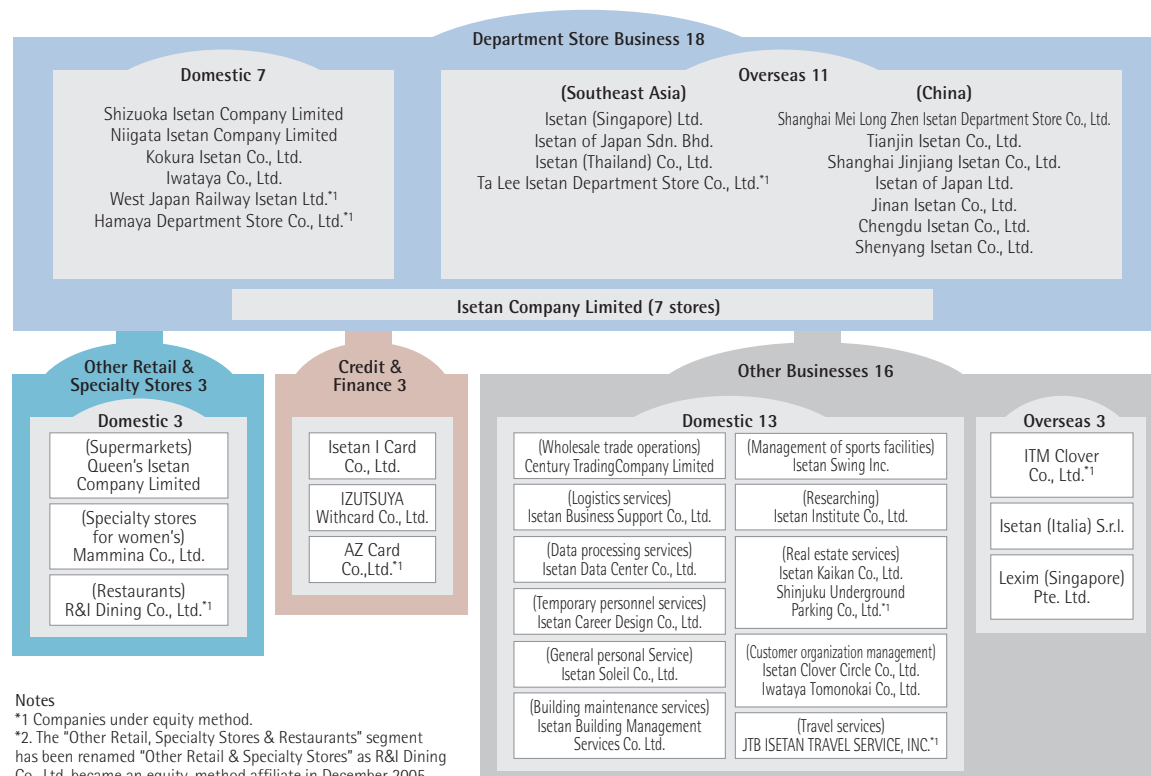 Department Store Business 18
Domestic 7
Shizuoka Isetan Company Limited
Niigata Isetan Company Limited
Kokura Isetan Co., Ltd.
Iwataya Co., Ltd.
West Japan Railway Isetan Ltd.*1
Hamaya Department Store Co., Ltd.*1
Overseas 11
(Southeast Asia)
Isetan (Singapore) Ltd.
Isetan of Japan Sdn. Bhd.
Isetan (Thailand) Co., Ltd.
Ta Lee Isetan Department Store Co., Ltd.*1
(China)
Shanghai Mei Long Zhen Isetan Department Store Co., Ltd.
Tianjin Isetan Co., Ltd.
Shanghai Jinjiang Isetan Co., Ltd.
Isetan of Japan Ltd.
Jinan Isetan Co., Ltd.
Chengdu Isetan Co., Ltd.
Shenyang Isetan Co., Ltd.
Isetan Company Limited (7 stores)
Other Retail &
Specialty Stores 3
Domestic 3
(Supermarkets)
Queen's Isetan
Company Limited
(Specialty stores
for women's)
Mammina Co., Ltd.
(Restaurants)
R&I Dining Co., Ltd.*1
Credit &
Finance 3
Isetan I Card
Co., Ltd.
IZUTSUYA
Withcard Co., Ltd.
AZ Card
Co.,Ltd.*1
Other Businesses 16
Domestic 13
(Wholesale trade operations)
Century TradingCompany Limited
(Logistics services)
Isetan Business Support Co., Ltd.
(Data processing services)
Isetan Data Center Co., Ltd.
(Temporary personnel services)
Isetan Career Design Co., Ltd.
(General personal Service)
Isetan Soleil Co., Ltd.
(Building maintenance services)
Isetan Building Management
Services Co. Ltd.
(Management of sports facilities)
Isetan Swing Inc.
(Researching)
Isetan Institute Co., Ltd.
(Real estate services)
Isetan Kaikan Co., Ltd.
Shinjuku Underground
Parking Co., Ltd.*1
(Customer organization management)
Isetan Clover Circle Co., Ltd.
Iwataya Tomonokai Co., Ltd.
(Travel services)
JTB ISETAN TRAVEL SERVICE, INC.*1
Overseas 3
ITM Clover
Co., Ltd.*1
Isetan (Italia) S.r.l.
Lexim (Singapore)
Pte. Ltd.
Notes
*1 Companies under equity method.
*2. The "Other Retail, Specialty Stores & Restaurants" segment
has been renamed "Other Retail & Specialty Stores" as R&I Dining
Co., Ltd. became an equity-method affiliate in December 2005.